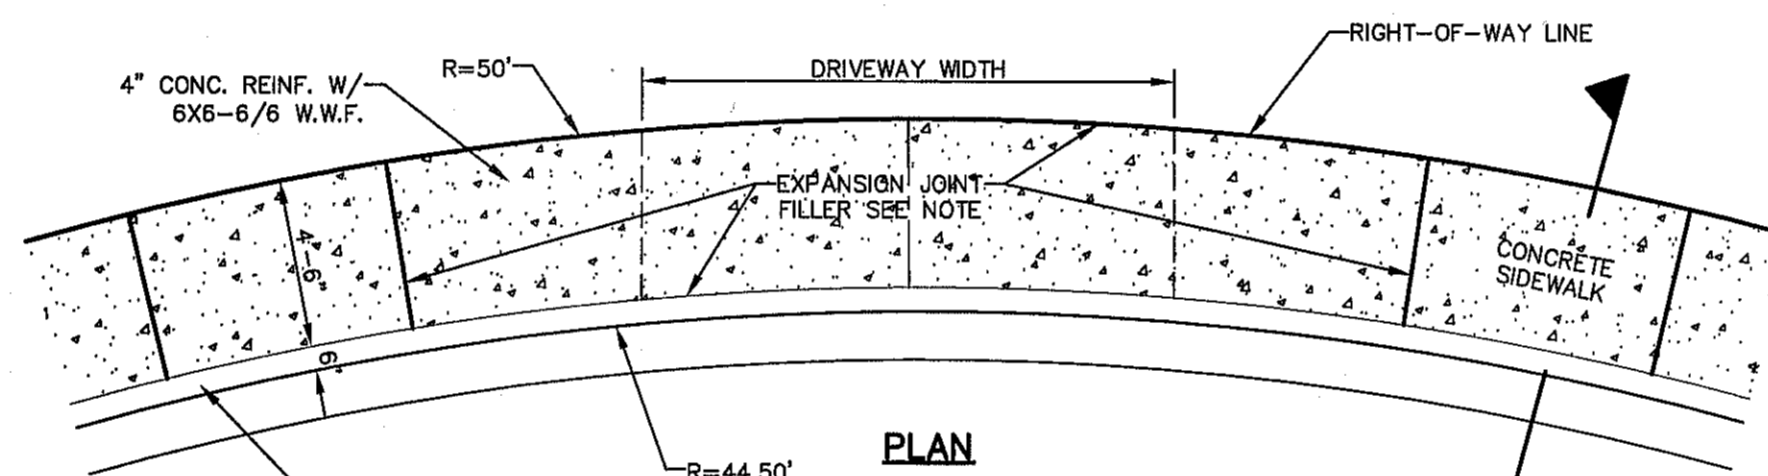 RIGHT-OF-WAY LINE
R=50'
DRIVEWAY WIDTH
4" CONC. REINF. W/
6X6-6/6 W.W.F.
EXPANSION JOINT
FILLER SEE NOTE
4'-6"
CONCRETE
SIDEWALK
6"
PLAN
R=44.50'